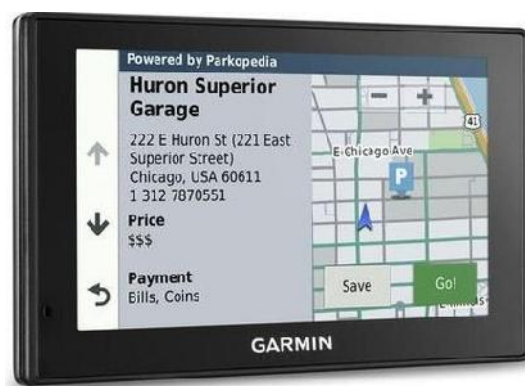 Powered by Parkopedia
Huron Superior
Garage
222 E Huron St (221 East
Superior Street)
Chicago, USA 60611
1 312 7870551
Price
$$$
Payment
Bills, Coins
41
E Chicago Ave
P
Save
Go!
GARMIN